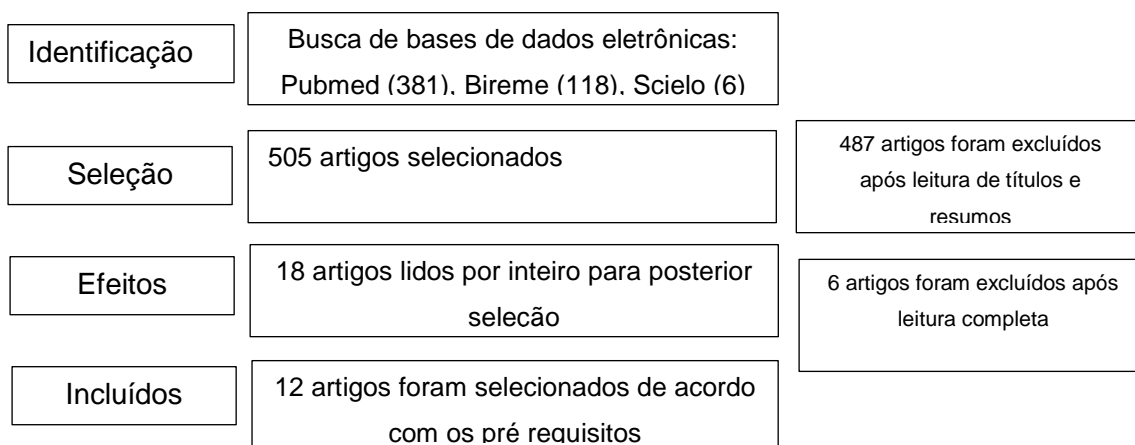 Identificação
Busca de bases de dados eletrônicas:
Pubmed (381), Bireme (118), Scielo (6)
Seleção
505 artigos selecionados
487 artigos foram excluídos
após leitura de títulos e
resumos
Efeitos
18 artigos lidos por inteiro para posterior
seleção
6 artigos foram excluídos após
leitura completa
Incluídos
12 artigos foram selecionados de acordo
com os pré requisitos